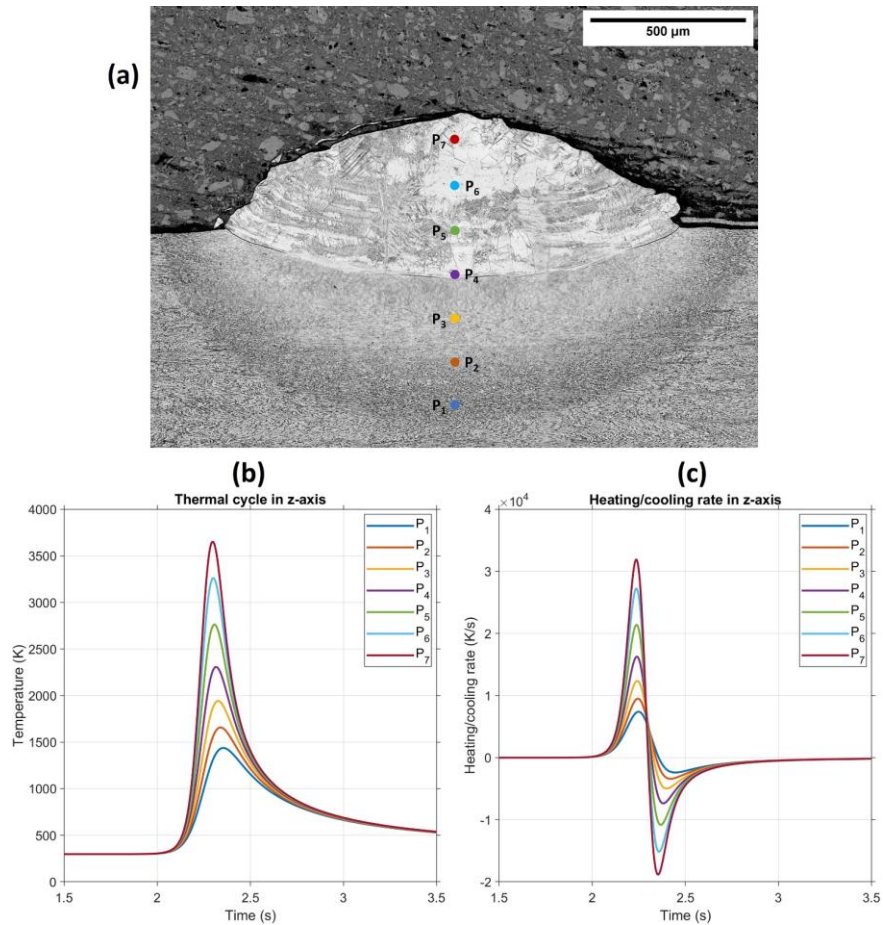 500 µm
(a)
P7
P6
P5
P4
P3
P2
P1
(b)
Thermal cycle in z-axis
Temperature (K)
4000
3500
3000
2500
2000
1500
1000
500
0
1.5 2 2.5 3 3.5
Time (s)
P1
P2
P3
P4
P5
P6
P7
(c)
Heating/cooling rate in z-axis
×10^4
Heating/cooling rate (K/s)
4
3
2
1
0
-1
-2
1.5 2 2.5 3 3.5
Time (s)
P1
P2
P3
P4
P5
P6
P7